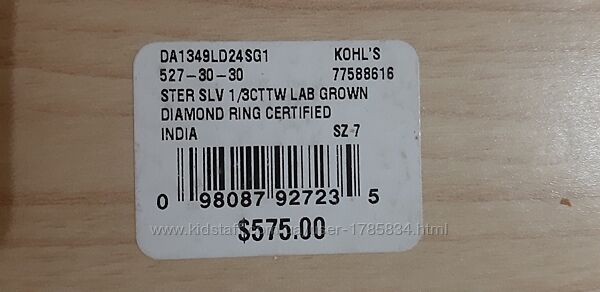 DA1349LD24SG1 KOHL'S
527-30-30 77588616
STER SLV 1/3CTTW LAB GROWN
DIAMOND RING CERTIFIED
INDIA SZ 7
0 98087 92723 5
$575.00